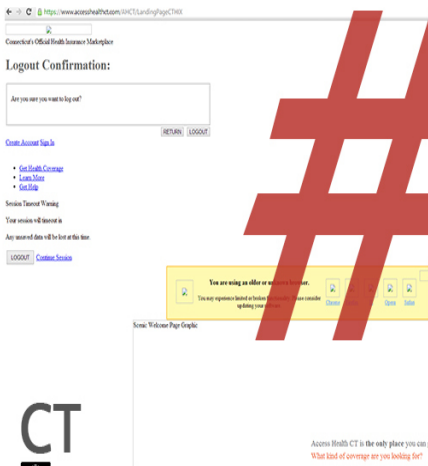 https://www.accesshealthct.com/AHCT/LandingPageCTHIX
Connecticut's Official Health Insurance Marketplace
Logout Confirmation:
Are you sure you want to log out?
RETURN LOGOUT
Create Account Sign In
Get Health Coverage
Learn More
Get Help
Session Timeout Warning
Your session will timeout in
Any unsaved data will be lost at this time.
LOGOUT Continue Session
#
You are using an older or browser.
You may experience limited or broken Please consider
updating your
Chrome Opera Safari
Scenic Welcome Page Graphic
CT
Access Health CT is the only place you can
What kind of coverage are you looking for?